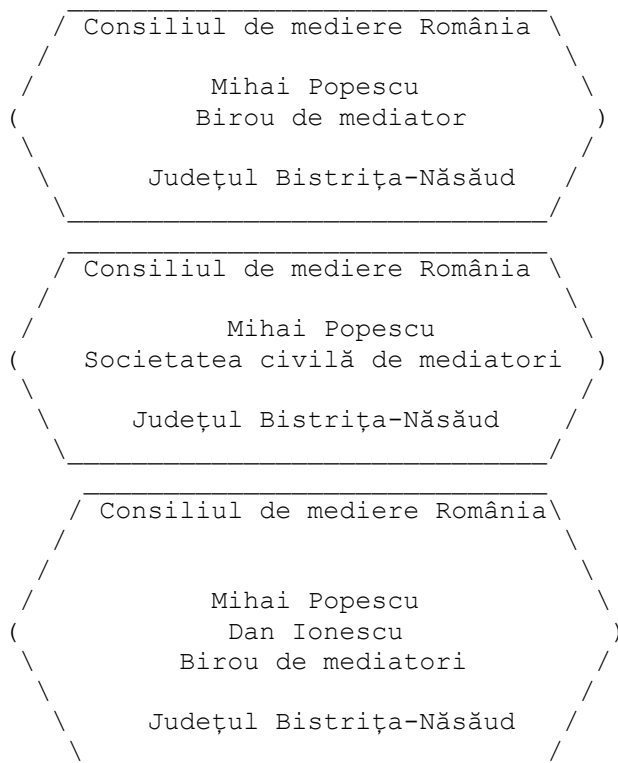 Consiliul de mediere România
Mihai Popescu
Birou de mediator
Județul Bistrița-Năsăud
Consiliul de mediere România
Mihai Popescu
Societatea civilă de mediatori
Județul Bistrița-Năsăud
Consiliul de mediere România
Mihai Popescu
Dan Ionescu
Birou de mediatori
Județul Bistrița-Năsăud